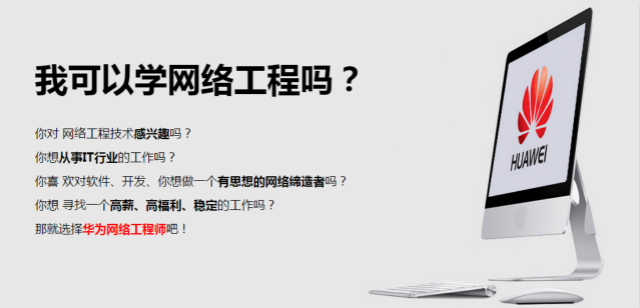 我可以学网络工程吗？
你对 网络工程技术感兴趣吗？
你想从事IT行业的工作吗？
你喜 欢对软件、开发、你想做一个有思想的网络缔造者吗？
你想 寻找一个高薪、高福利、稳定的工作吗？
那就选择华为网络工程师吧！
HUAWEI